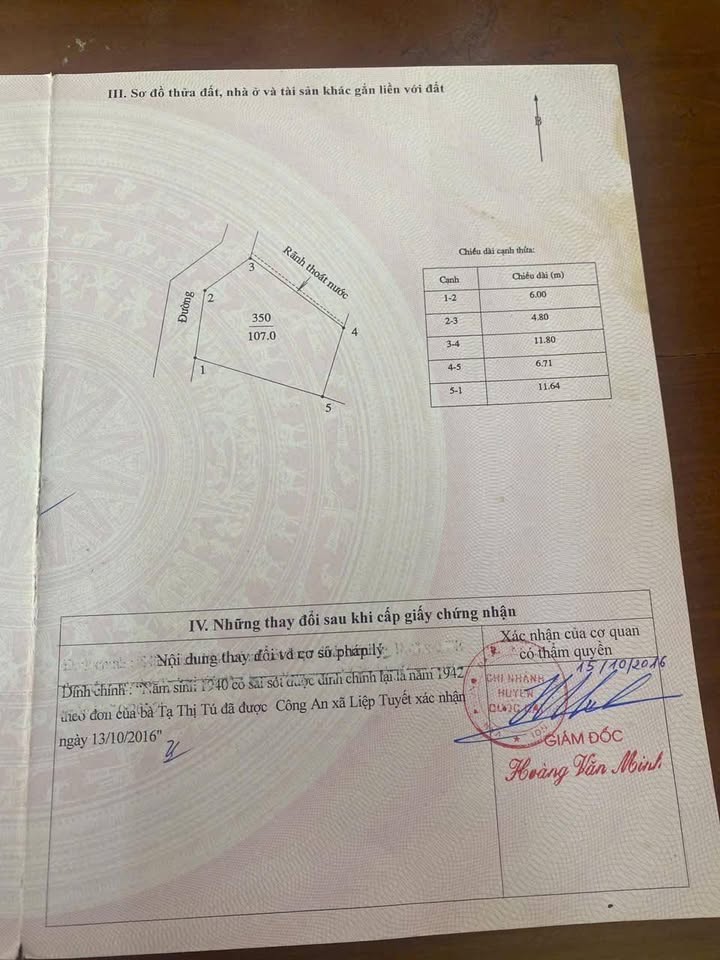 III. Sơ đồ thửa đất, nhà ở và tài sản khác gắn liền với đất
B
Chiều dài cạnh thửa:
Cạnh Chiều dài (m)
1-2 6.00
2-3 4.80
3-4 11.80
4-5 6.71
5-1 11.64
Đường
Rãnh thoát nước
3
2
350
107.0
4
1
5
IV. Những thay đổi sau khi cấp giấy chứng nhận
Nội dung thay đổi và cơ sở pháp lý
Xác nhận của cơ quan
có thẩm quyền
Đính chính : "Năm sinh 1940 có sai sót được đính chính lại là năm 1942
theo đơn của bà Tạ Thị Tú đã được Công An xã Liệp Tuyết xác nhận
ngày 13/10/2016"
15/10/2016
CHI NHÁNH
HUYỆN
QUỐC OAI
GIÁM ĐỐC
Hoàng Văn Minh